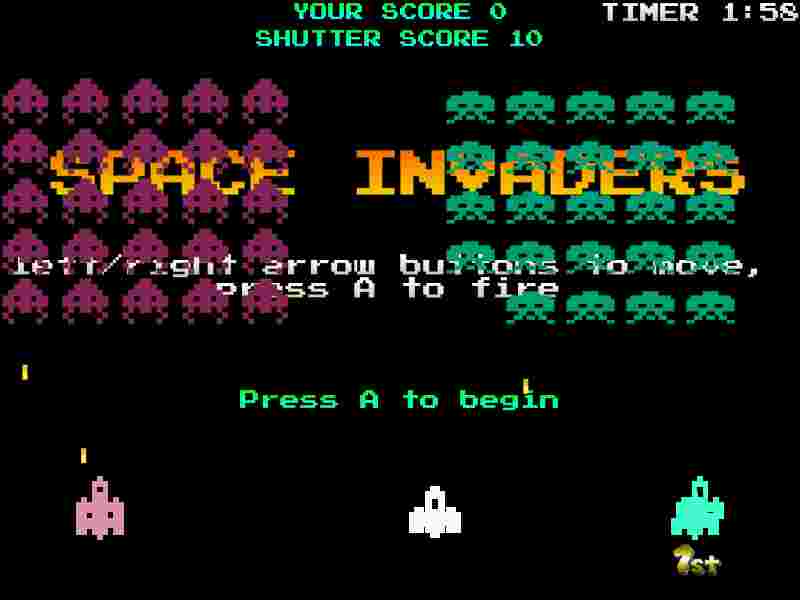 YOUR SCORE 0
TIMER 1:58
SHUTTER SCORE 10
SPACE INVADERS
left/right arrow buttons to move,
press A to fire
Press A to begin
1st